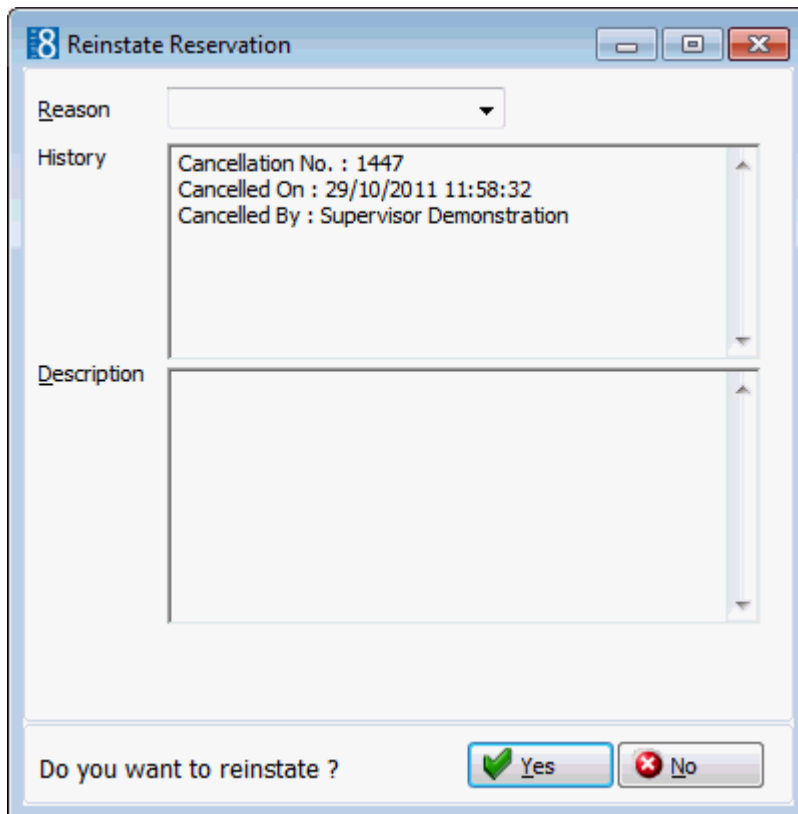 8 Reinstate Reservation
Reason
History
Cancellation No. : 1447
Cancelled On : 29/10/2011 11:58:32
Cancelled By : Supervisor Demonstration
Description
Do you want to reinstate ?
Yes
No